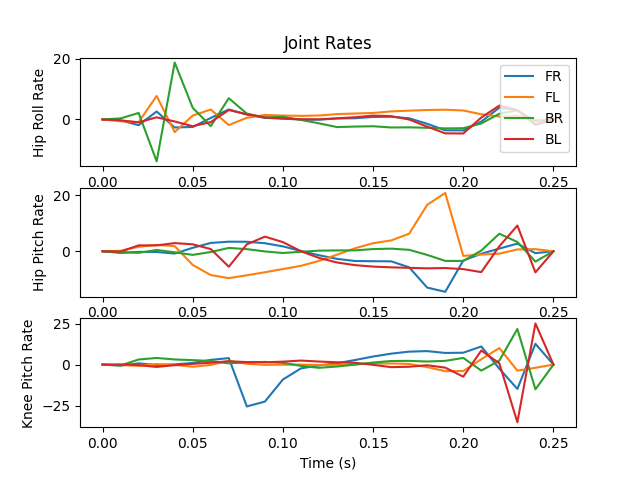 Joint Rates
Hip Roll Rate
20
0
FR
FL
BR
BL
0.00 0.05 0.10 0.15 0.20 0.25
Hip Pitch Rate
20
0
0.00 0.05 0.10 0.15 0.20 0.25
Knee Pitch Rate
25
0
−25
0.00 0.05 0.10 0.15 0.20 0.25
Time (s)